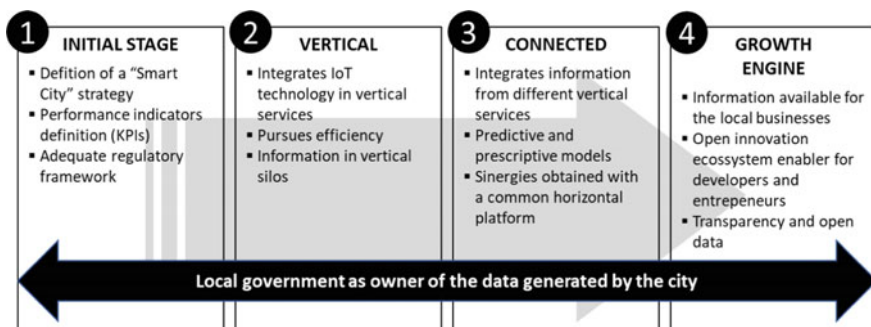 1
INITIAL STAGE
▪ Defition of a “Smart
City” strategy
▪ Performance indicators
definition (KPIs)
▪ Adequate regulatory
framework
2
VERTICAL
▪ Integrates IoT
technology in vertical
services
▪ Pursues efficiency
▪ Information in vertical
silos
3
CONNECTED
▪ Integrates information
from different vertical
services
▪ Predictive and
prescriptive models
▪ Sinergies obtained with
a common horizontal
platform
4
GROWTH
ENGINE
▪ Information available for
the local businesses
▪ Open innovation
ecosystem enabler for
developers and
entrepeneurs
▪ Transparency and open
data
Local government as owner of the data generated by the city